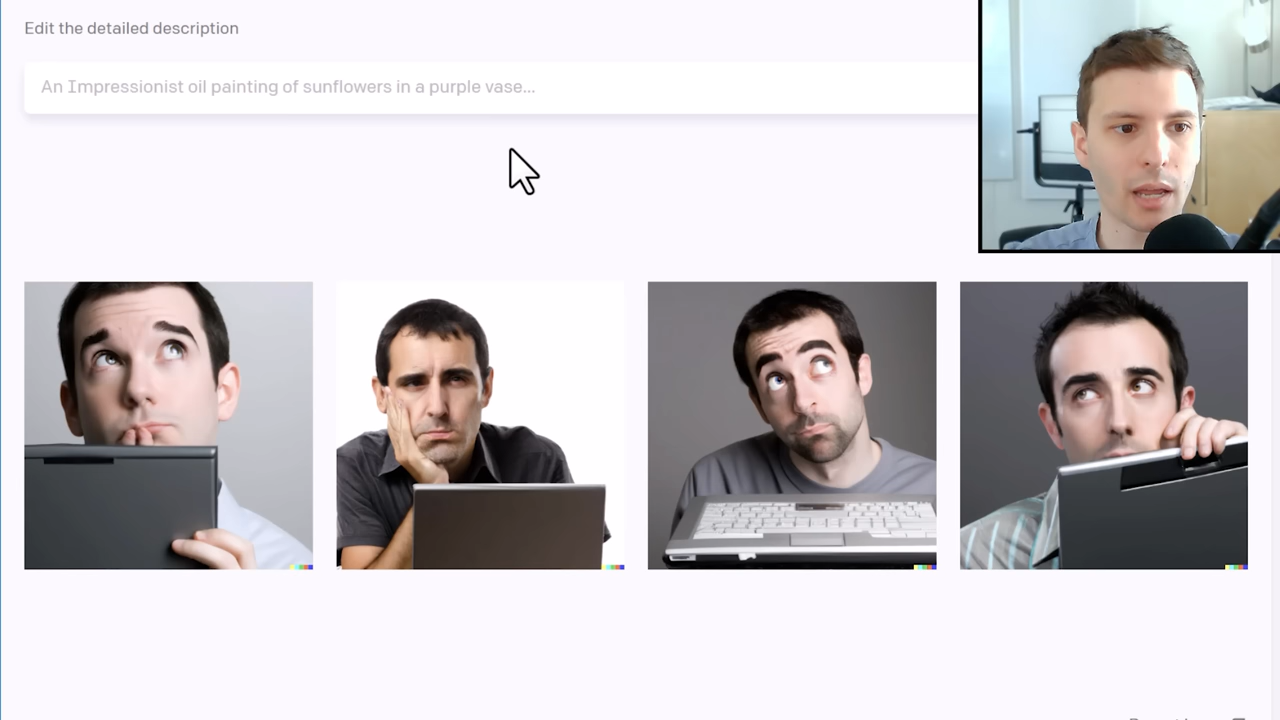 Edit the detailed description
An Impressionist oil painting of sunflowers in a purple vase...